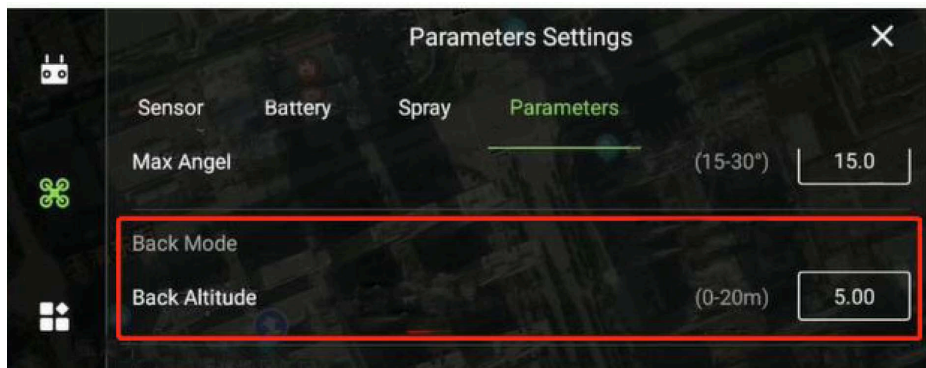 Parameters Settings
Sensor Battery Spray Parameters
Max Angel (15-30°) 15.0
Back Mode
Back Altitude (0-20m) 5.00